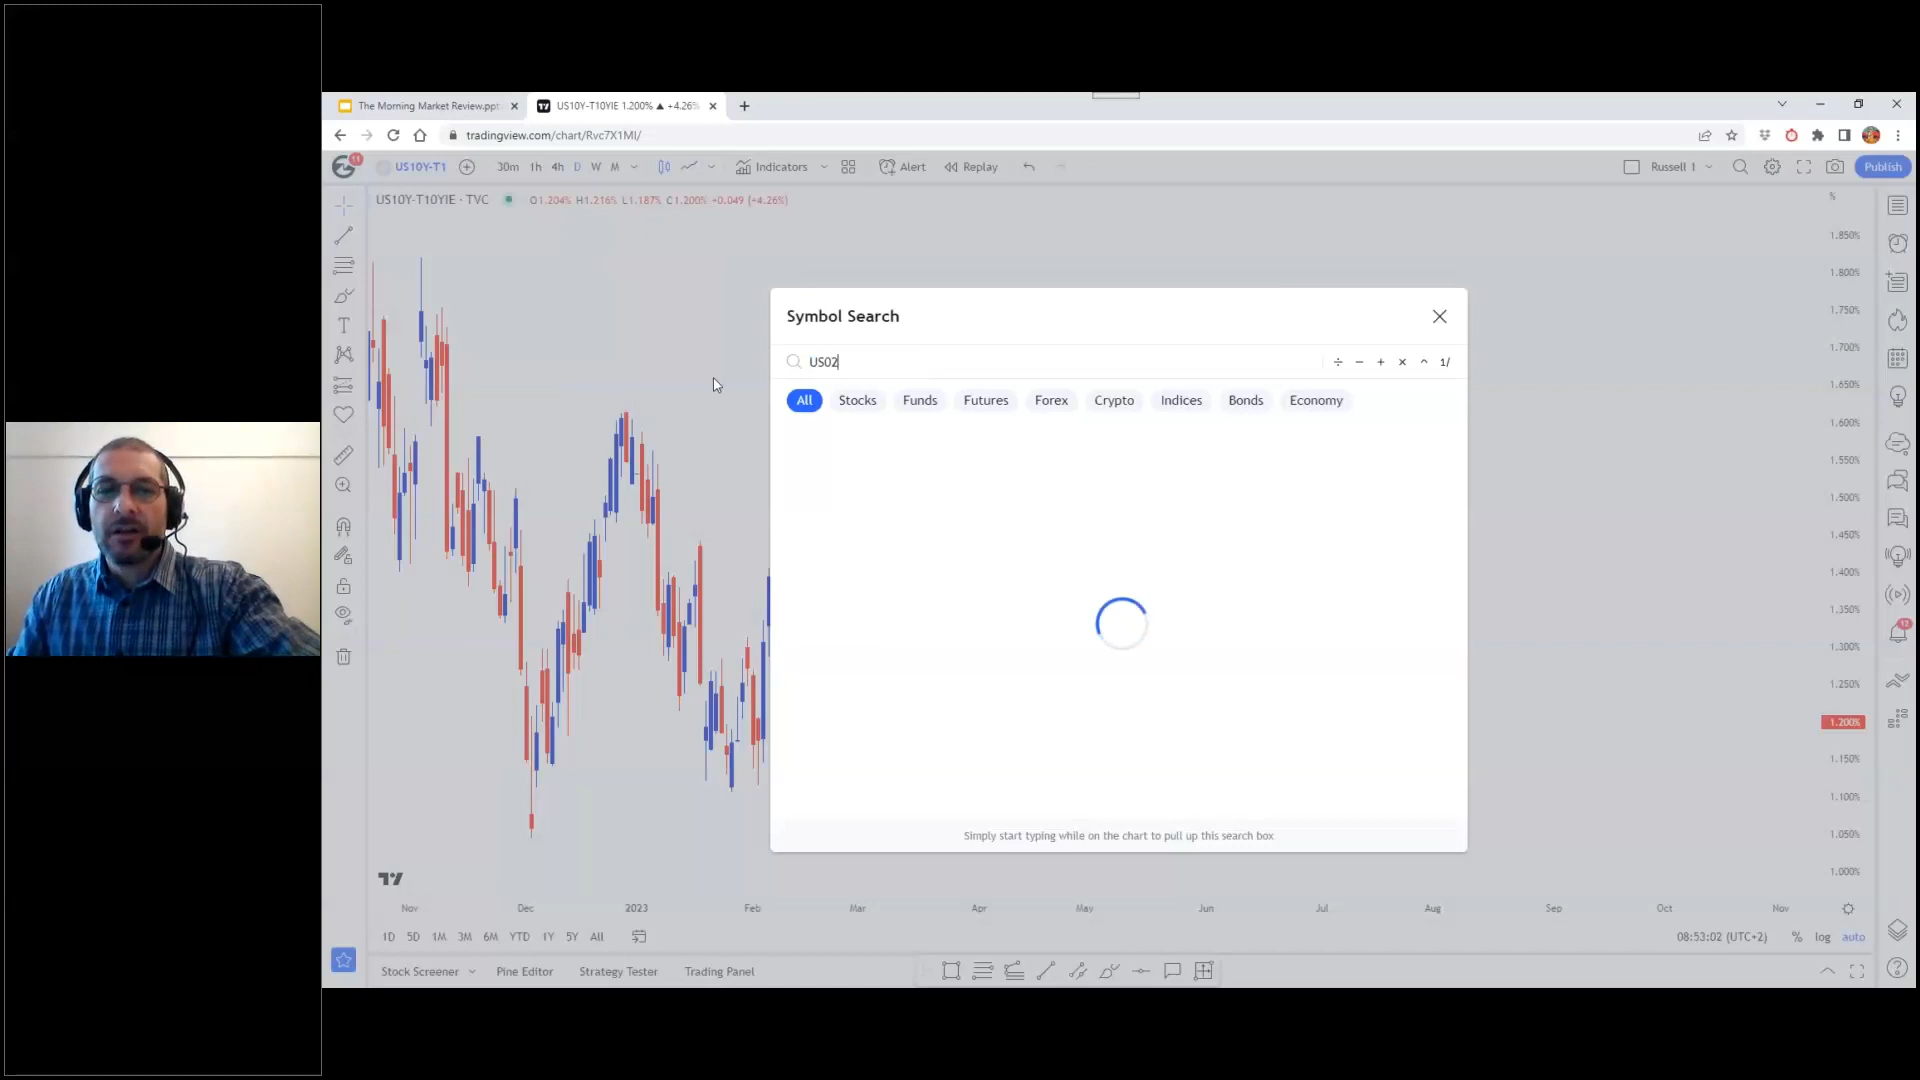 The Morning Market Review.ppt
US10Y-T10YIE 1.200% ▲ +4.26%
tradingview.com/chart/Rvc7X1MI/
11
US10Y-T1
30m 1h 4h D W M
Indicators
Alert
Replay
Russell 1
Publish
US10Y-T10YIE · TVC
O1.204% H1.216% L1.187% C1.200% +0.049 (+4.26%)
%
1.850%
1.800%
1.750%
1.700%
1.650%
1.600%
1.550%
1.500%
1.450%
1.400%
1.350%
1.300%
1.250%
1.200%
1.150%
1.100%
1.050%
1.000%
Symbol Search
US02
÷ − + × ^ 1/
All Stocks Funds Futures Forex Crypto Indices Bonds Economy
Simply start typing while on the chart to pull up this search box
Nov Dec 2023 Feb Mar Apr May Jun Jul Aug Sep Oct Nov
1D 5D 1M 3M 6M YTD 1Y 5Y All
08:53:02 (UTC+2) % log auto
Stock Screener Pine Editor Strategy Tester Trading Panel